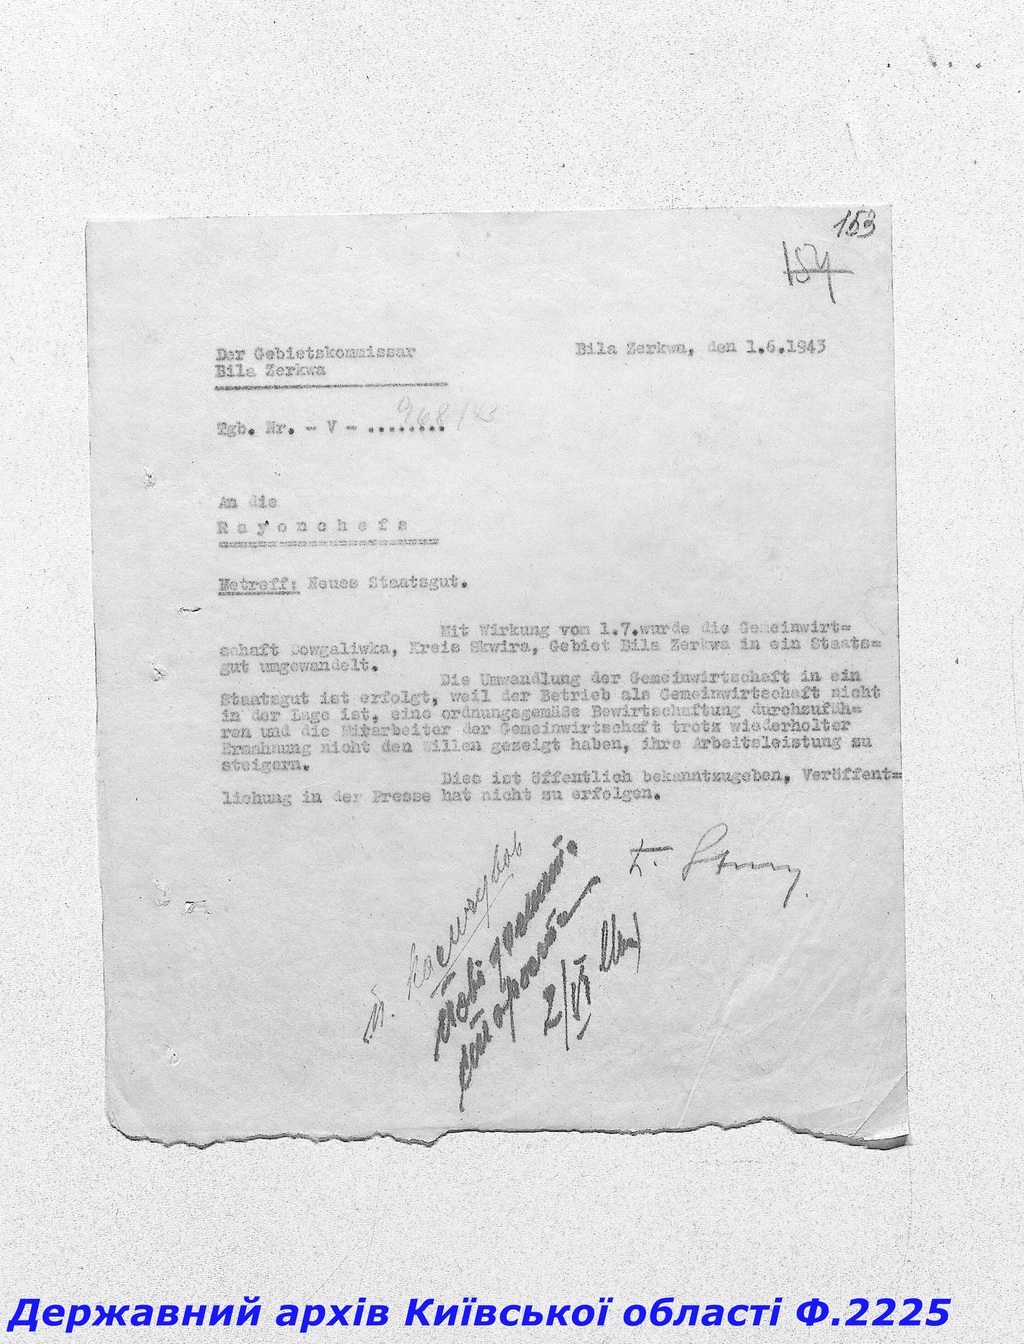 153
154
Der Gebietskommissar
Bila Zerkwa
Bila Zerkwa, den 1.6.1943
Tgb. Nr. - V - ......... 968/43
An die
Rayonchefs
Betreff: Neues Staatsgut.
Mit Wirkung vom 1.7.wurde die Gemeinwirt=
schaft Dowgaliwka, Kreis Skwira, Gebiet Bila Zerkwa in ein Staats=
gut umgewandelt.
Die Umwandlung der Gemeinwirtschaft in ein
Staatsgut ist erfolgt, weil der Betrieb als Gemeinwirtschaft nicht
in der Lage ist, eine ordnungsgemäße Bewirtschaftung durchzufüh=
ren und die Mitarbeiter der Gemeinwirtschaft trotz wiederholter
Ermahnung nicht den Willen gezeigt haben, ihre Arbeitsleistung zu
steigern.
Dies ist öffentlich bekanntzugeben, Veröffent=
lichung in der Presse hat nicht zu erfolgen.
2/VI
Державний архів Київської області Ф.2225